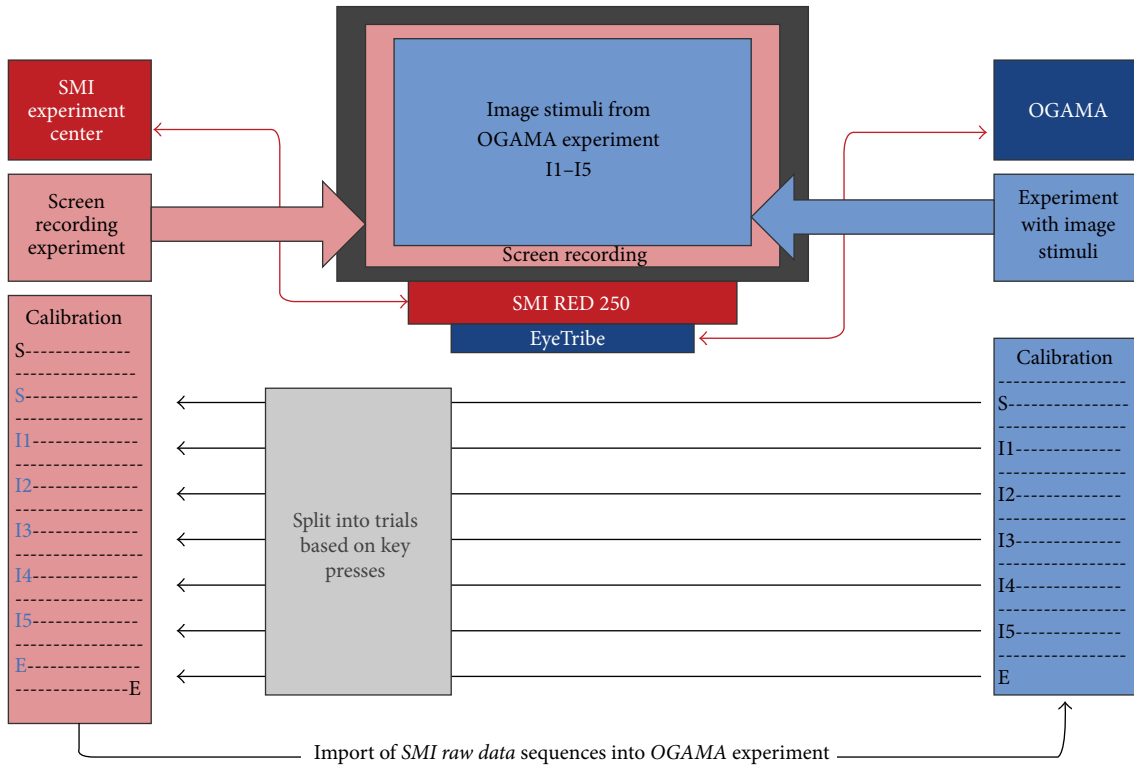 SMI
experiment
center
Screen
recording
experiment
Image stimuli from
OGAMA experiment
I1–I5
Screen recording
SMI RED 250
EyeTribe
OGAMA
Experiment
with image
stimuli
Calibration
S--------------
S--------------
I1--------------
I2--------------
I3--------------
I4--------------
I5--------------
E--------------
--------------E
Split into trials
based on key
presses
Calibration
S--------------
I1--------------
I2--------------
I3--------------
I4--------------
I5--------------
E
Import of SMI raw data sequences into OGAMA experiment